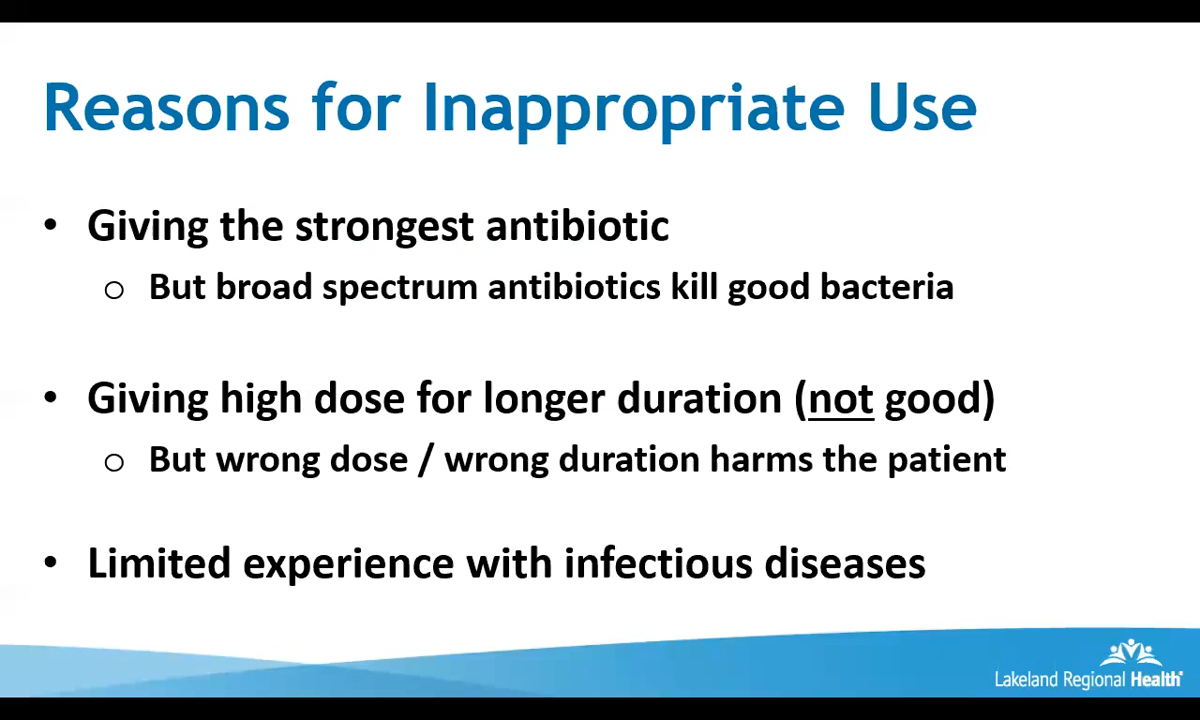 Reasons for Inappropriate Use
• Giving the strongest antibiotic
o But broad spectrum antibiotics kill good bacteria
• Giving high dose for longer duration (not good)
o But wrong dose / wrong duration harms the patient
• Limited experience with infectious diseases
Lakeland Regional Health